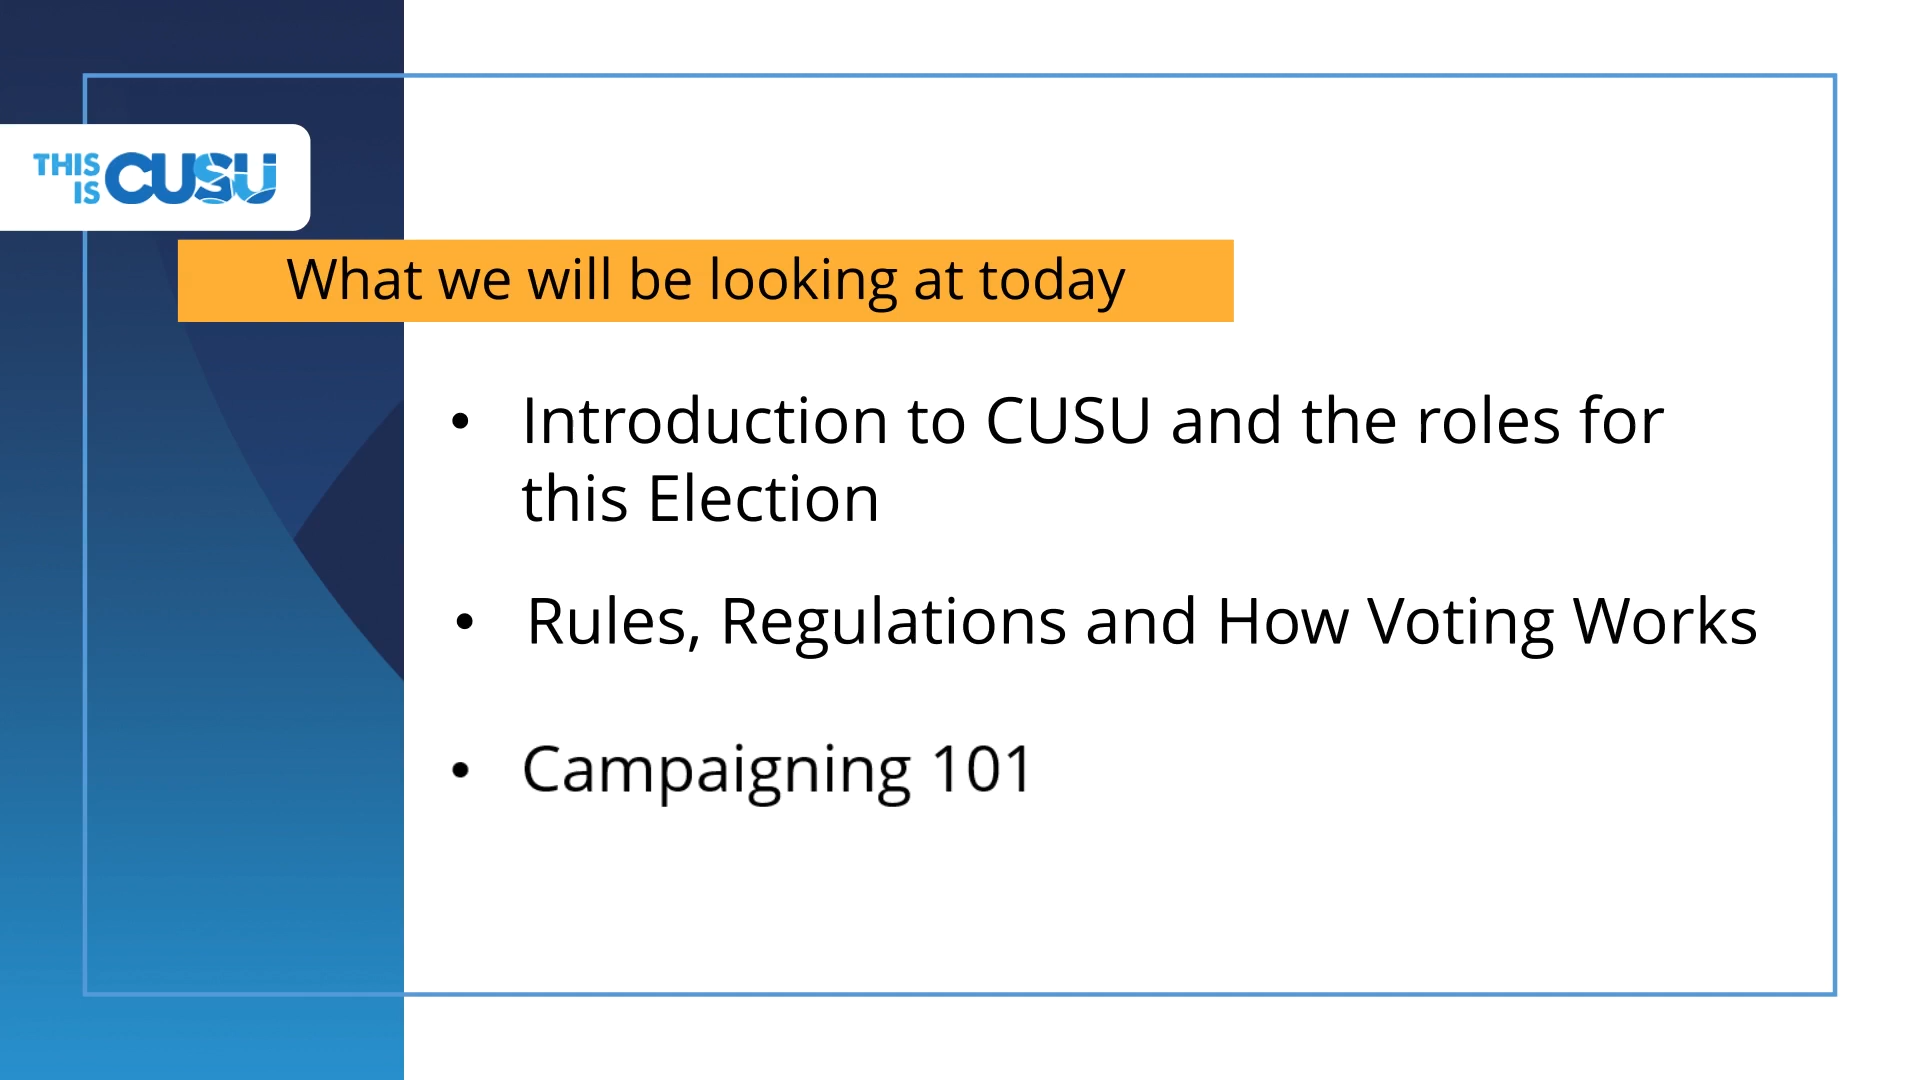 THIS
IS CUSU
What we will be looking at today
• Introduction to CUSU and the roles for
this Election
• Rules, Regulations and How Voting Works
• Campaigning 101